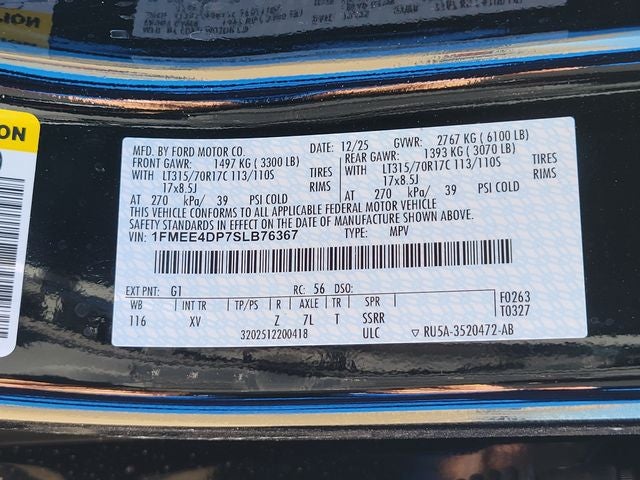 ION
MFD. BY FORD MOTOR CO. DATE: 12/25 GVWR: 2767 KG (6100 LB)
FRONT GAWR: 1497 KG (3300 LB) REAR GAWR: 1393 KG (3070 LB)
WITH LT315/70R17C 113/110S TIRES WITH LT315/70R17C 113/110S TIRES
17x8.5J RIMS 17x8.5J RIMS
AT 270 kPa/ 39 PSI COLD AT 270 kPa/ 39 PSI COLD
THIS VEHICLE CONFORMS TO ALL APPLICABLE FEDERAL MOTOR VEHICLE
SAFETY STANDARDS IN EFFECT ON THE DATE OF MANUFACTURE SHOWN ABOVE.
VIN: 1FMEE4DP7SLB76367 TYPE: MPV
EXT PNT: G1 RC: 56 DSO: F0263
WB INT TR TP/PS R AXLE TR SPR T0327
116 XV Z 7L T SSRR
3202512200418 ULC ▽ RU5A-3520472-AB